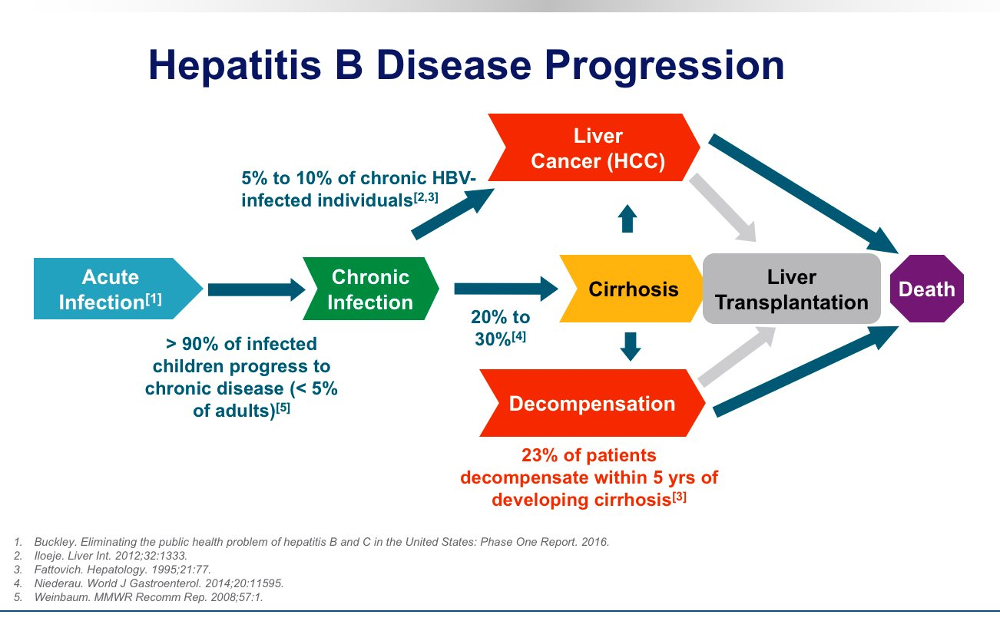 Hepatitis B Disease Progression
Liver
Cancer (HCC)
5% to 10% of chronic HBV-
infected individuals[2,3]
Acute
Infection[1]
Chronic
Infection
Cirrhosis
Liver
Transplantation
Death
20% to
30%[4]
> 90% of infected
children progress to
chronic disease (< 5%
of adults)[5]
Decompensation
23% of patients
decompensate within 5 yrs of
developing cirrhosis[3]
1. Buckley. Eliminating the public health problem of hepatitis B and C in the United States: Phase One Report. 2016.
2. Iloeje. Liver Int. 2012;32:1333.
3. Fattovich. Hepatology. 1995;21:77.
4. Niederau. World J Gastroenterol. 2014;20:11595.
5. Weinbaum. MMWR Recomm Rep. 2008;57:1.